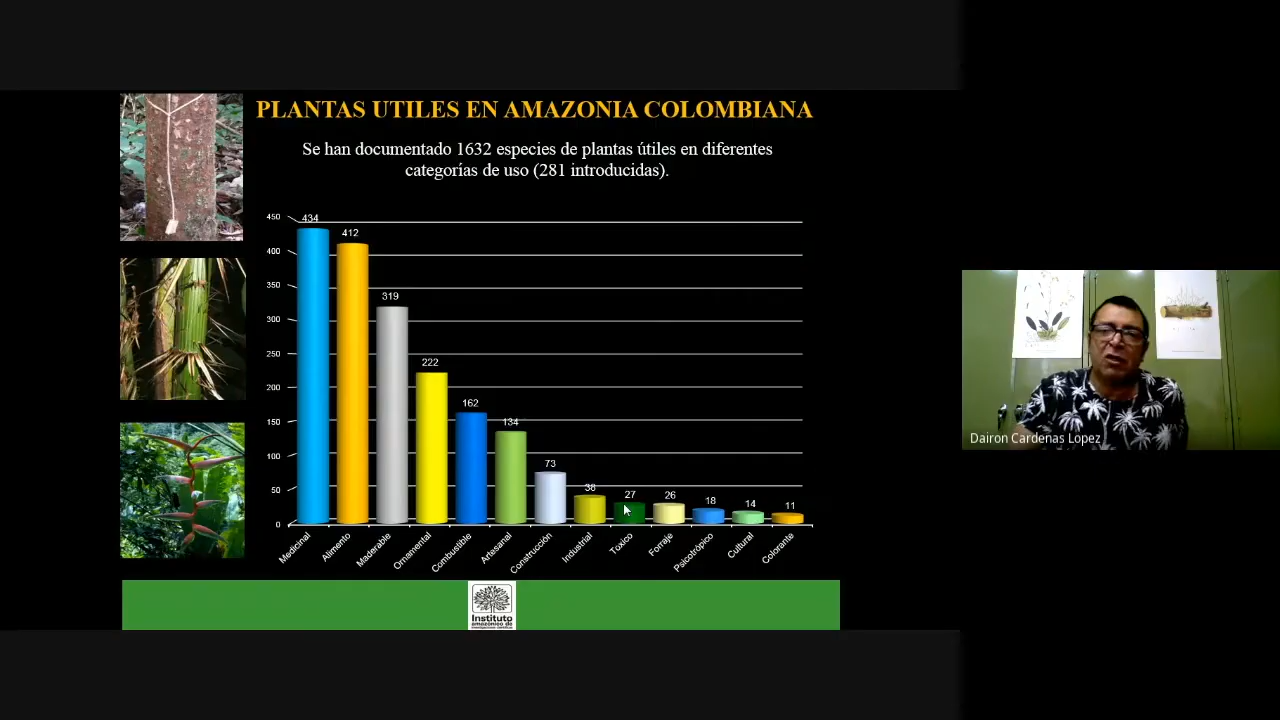 PLANTAS UTILES EN AMAZONIA COLOMBIANA
Se han documentado 1632 especies de plantas útiles en diferentes
categorías de uso (281 introducidas).
450
400
350
300
250
200
150
100
50
0
434
412
319
222
162
134
73
38
27
26
18
14
11
Medicinal
Alimento
Maderable
Ornamental
Combustible
Artesanal
Construcción
Industrial
Toxico
Forraje
Psicotrópico
Cultural
Colorante
Instituto
amazónico de
investigaciones científicas
Dairon Cardenas Lopez